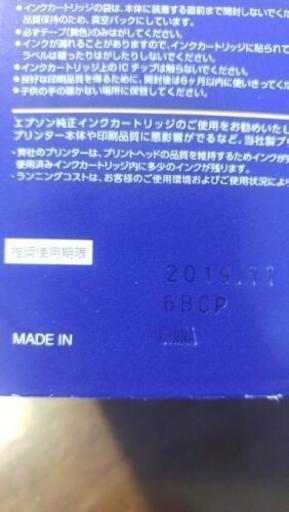 ●インクカートリッジの袋は、本体に装着する直前まで開封しないでくだ
品質保持のため、真空パックにしています。
●必ずテープ(黄色)のみはがしてください。
●インクが漏れることがありますので、インクカートリッジに貼られて
ラベルは破ったりはがしたりしないでください。
●インクカートリッジ上のICチップは触らないでください。
●良好な印刷品質を得るために、開封後は6ヶ月以内に使いきってくだ
●子供の手の届かない場所に保管してください。
エプソン純正インクカートリッジのご使用をお勧めいたし
プリンター本体や印刷品質に悪影響がでるなど、当社製プ
・弊社のプリンターは、プリントヘッドの品質を維持するためインクが
使用済みインクカートリッジ内に多少のインクが残ります。
・ランニングコストは、お客様のご使用環境およびご使用状況により
推奨使用期限
2019.11
68CP
MADE IN CHINA